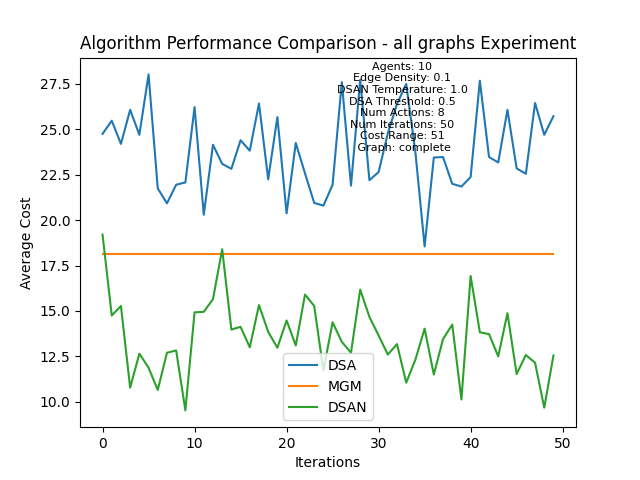 Algorithm Performance Comparison - all graphs Experiment
Agents: 10
Edge Density: 0.1
DSAN Temperature: 1.0
DSA Threshold: 0.5
Num Actions: 8
Num Iterations: 50
Cost Range: 51
Graph: complete
27.5
25.0
22.5
20.0
17.5
15.0
12.5
10.0
Average Cost
DSA
MGM
DSAN
0 10 20 30 40 50
Iterations